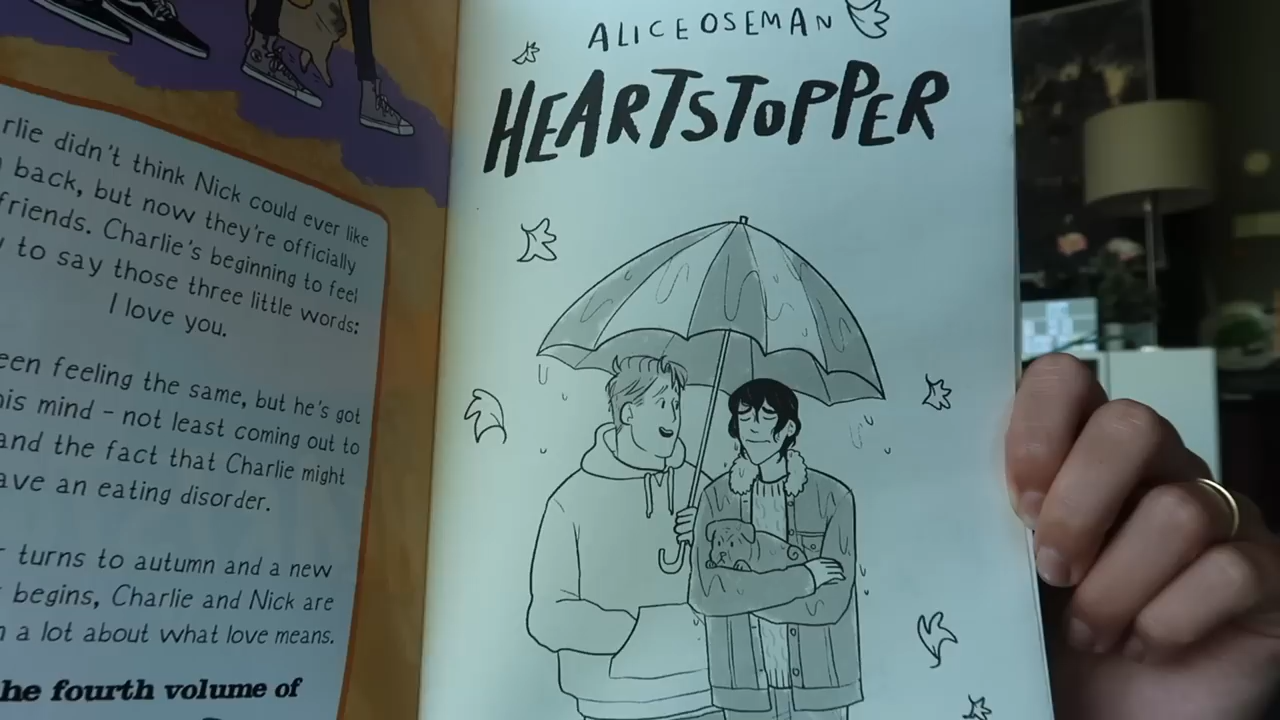 rlie didn't think Nick could ever like
back, but now they're officially
friends. Charlie's beginning to feel
to say those three little words:
I love you.
een feeling the same, but he's got
his mind – not least coming out to
and the fact that Charlie might
ave an eating disorder.
r turns to autumn and a new
begins, Charlie and Nick are
n a lot about what love means.
he fourth volume of
ALICE OSEMAN
HEARTSTOPPER